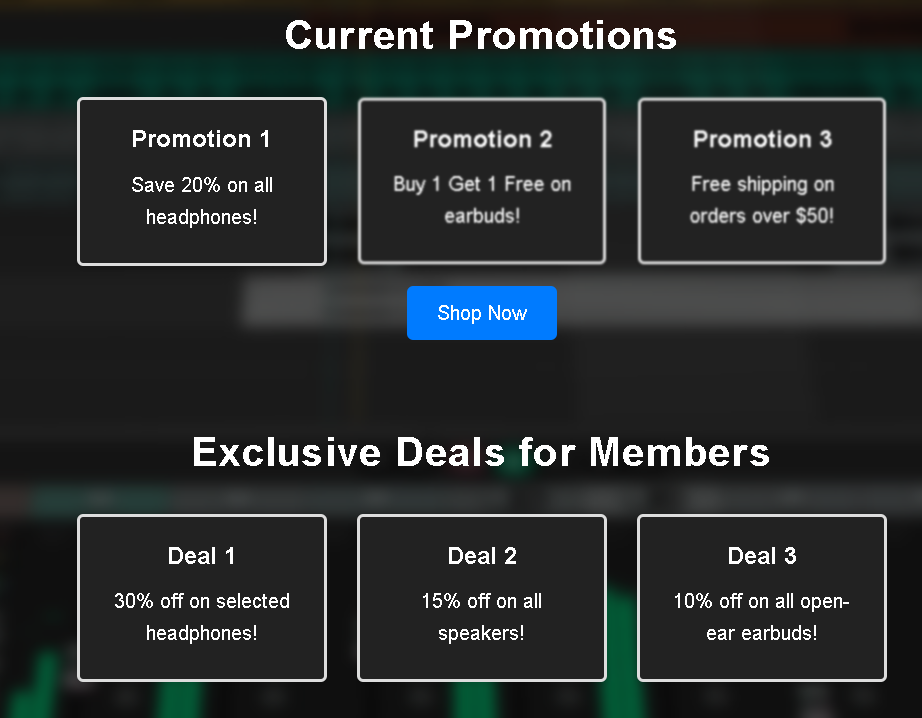 Current Promotions
Promotion 1
Save 20% on all
headphones!
Promotion 2
Buy 1 Get 1 Free on
earbuds!
Promotion 3
Free shipping on
orders over $50!
Shop Now
Exclusive Deals for Members
Deal 1
30% off on selected
headphones!
Deal 2
15% off on all
speakers!
Deal 3
10% off on all open-
ear earbuds!